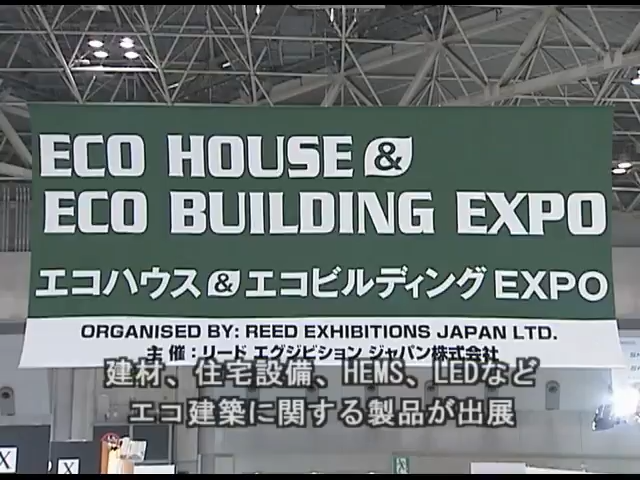 ECO HOUSE &
ECO BUILDING EXPO
エコハウス&エコビルディング EXPO
ORGANISED BY: REED EXHIBITIONS JAPAN LTD.
主 催:リード エグジビション ジャパン株式会社
建材、住宅設備、HEMS、LEDなど
エコ建築に関する製品が出展
X
X